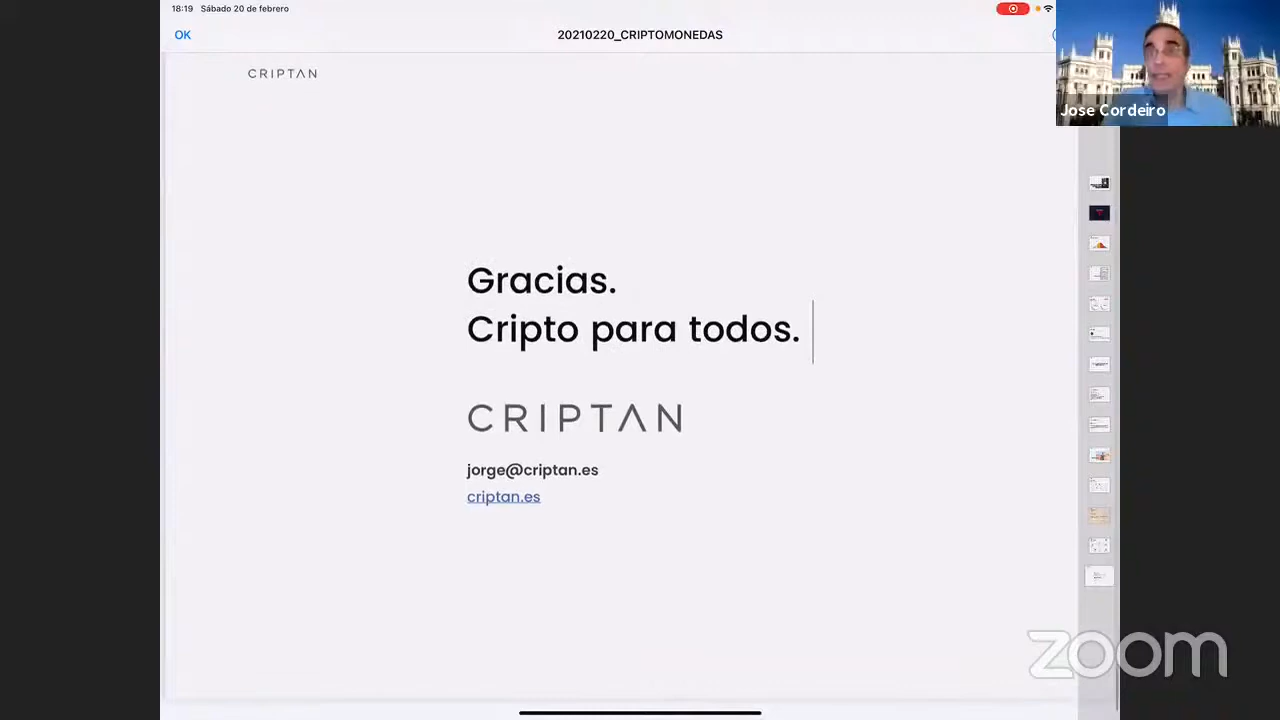 18:19 Sábado 20 de febrero
OK
20210220_CRIPTOMONEDAS
CRIPTAN
Jose Cordeiro
Gracias.
Cripto para todos.
CRIPTAN
jorge@criptan.es
criptan.es
zoom